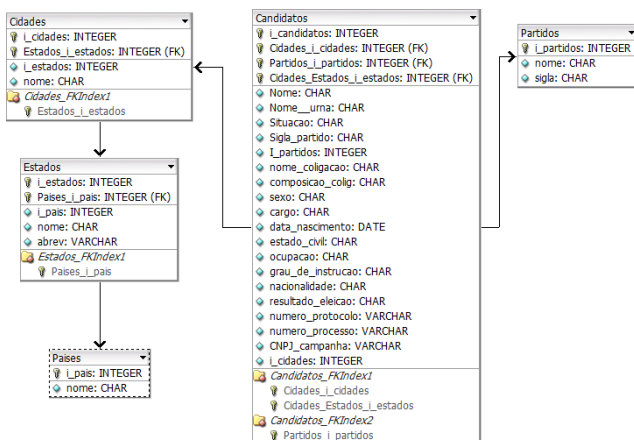 Cidades
i_cidades: INTEGER
Estados_i_estados: INTEGER (FK)
i_estados: INTEGER
nome: CHAR
Cidades_FKIndex1
Estados_i_estados
Estados
i_estados: INTEGER
Paises_i_pais: INTEGER (FK)
i_pais: INTEGER
nome: CHAR
abrev: VARCHAR
Estados_FKIndex1
Paises_i_pais
Paises
i_pais: INTEGER
nome: CHAR
Candidatos
i_candidatos: INTEGER
Cidades_i_cidades: INTEGER (FK)
Partidos_i_partidos: INTEGER (FK)
Cidades_Estados_i_estados: INTEGER (FK)
Nome: CHAR
Nome__urna: CHAR
Situacao: CHAR
Sigla_partido: CHAR
I_partidos: INTEGER
nome_coligacao: CHAR
composicao_colig: CHAR
sexo: CHAR
cargo: CHAR
data_nascimento: DATE
estado_civil: CHAR
ocupacao: CHAR
grau_de_instrucao: CHAR
nacionalidade: CHAR
resultado_eleicao: CHAR
numero_protocolo: VARCHAR
numero_processo: VARCHAR
CNPJ_campanha: VARCHAR
i_cidades: INTEGER
Candidatos_FKIndex1
Cidades_i_cidades
Cidades_Estados_i_estados
Candidatos_FKIndex2
Partidos_i_partidos
Partidos
i_partidos: INTEGER
nome: CHAR
sigla: CHAR